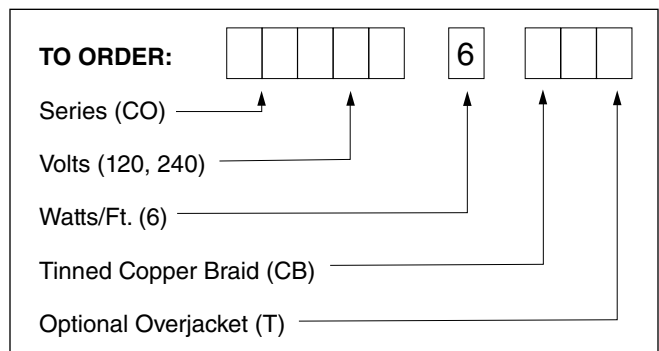 TO ORDER: 6
Series (CO)
Volts (120, 240)
Watts/Ft. (6)
Tinned Copper Braid (CB)
Optional Overjacket (T)